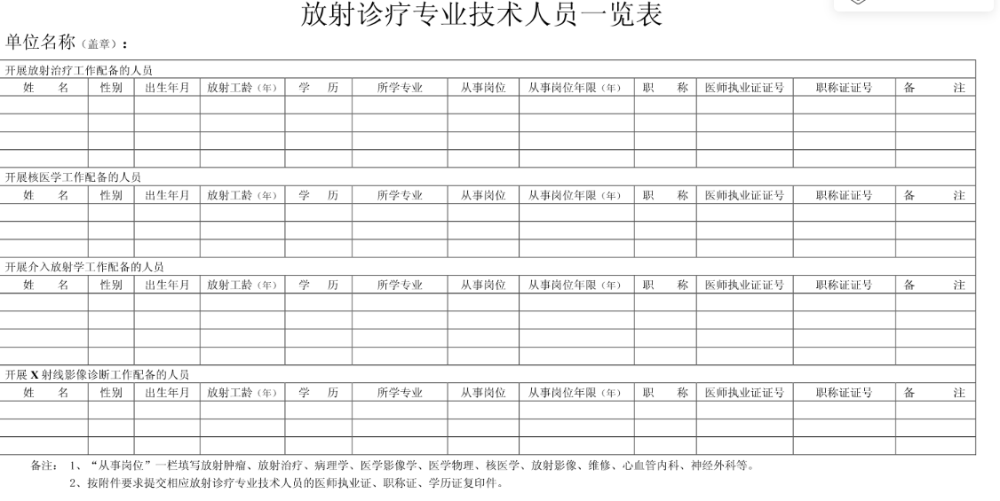 放射诊疗专业技术人员一览表
单位名称（盖章）：
开展放射治疗工作配备的人员
姓 名 性别 出生年月 放射工龄（年） 学 历 所学专业 从事岗位 从事岗位年限（年） 职 称 医师执业证证号 职称证证号 备 注
开展核医学工作配备的人员
姓 名 性别 出生年月 放射工龄（年） 学 历 所学专业 从事岗位 从事岗位年限（年） 职 称 医师执业证证号 职称证证号 备 注
开展介入放射学工作配备的人员
姓 名 性别 出生年月 放射工龄（年） 学 历 所学专业 从事岗位 从事岗位年限（年） 职 称 医师执业证证号 职称证证号 备 注
开展 X 射线影像诊断工作配备的人员
姓 名 性别 出生年月 放射工龄（年） 学 历 所学专业 从事岗位 从事岗位年限（年） 职 称 医师执业证证号 职称证证号 备 注
备注： 1、“从事岗位”一栏填写放射肿瘤、放射治疗、病理学、医学影像学、医学物理、核医学、放射影像、维修、心血管内科、神经外科等。
2、按附件要求提交相应放射诊疗专业技术人员的医师执业证、职称证、学历证复印件。